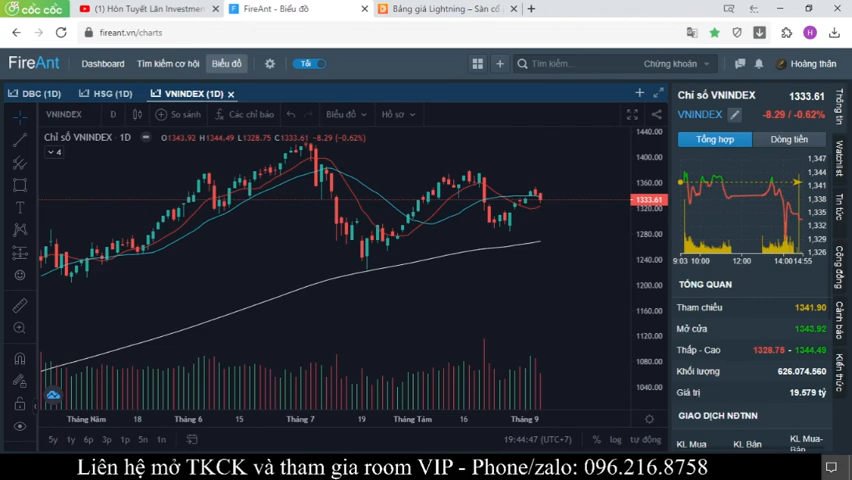 cốc cốc
(1) Hòn Tuyết Lăn Investment
FireAnt - Biểu đồ
Bảng giá Lightning – Sàn cổ p
fireant.vn/charts
FireAnt Dashboard Tìm kiếm cơ hội Biểu đồ Tối Tìm kiếm... Chứng khoán Hoàng thân
DBC (1D) HSG (1D) VNINDEX (1D)
VNINDEX D So sánh Các chỉ báo Biểu đồ Hồ sơ
Chỉ số VNINDEX · 1D O1343.92 H1344.49 L1328.75 C1333.61 -8.29 (-0.62%)
4
1440.00
1400.00
1360.00
1333.61
1320.00
1280.00
1240.00
1200.00
1160.00
1120.00
1080.00
1040.00
Tháng Năm 18 Tháng 6 16 Tháng 7 19 Tháng Tám 16 Tháng 9
5y 1y 6p 3p 1p 5n 1n
19:44:47 (UTC+7) % log tự động
Chỉ số VNINDEX 1333.61
VNINDEX -8.29 / -0.62%
Tổng hợp Dòng tiền
1,347
1,344
1,341
1,338
1,335
1,332
1,329
1,326
9:03 10:00 12:00 14:00 14:55
TỔNG QUAN
Tham chiếu 1341.90
Mở cửa 1343.92
Thấp - Cao 1328.75 - 1344.49
Khối lượng 626.074.560
Giá trị 19.579 tỷ
GIAO DỊCH NĐTNN
KL Mua KL Bán KL Mua-
Thông tin
Watchlist
Tin tức
Cộng đồng
Cảnh báo
Kiến thức
Liên hệ mở TKCK và tham gia room VIP - Phone/zalo: 096.216.8758